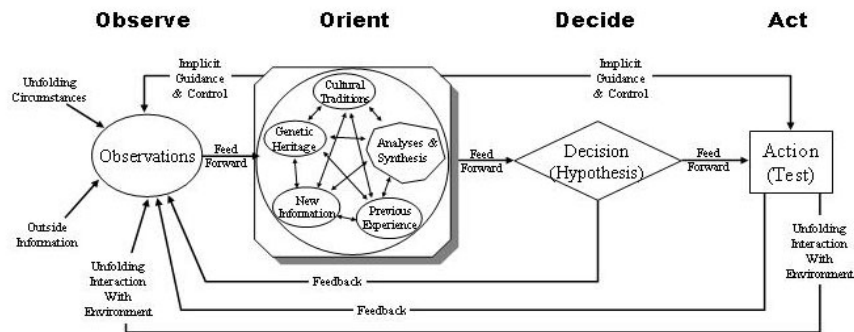 Observe
Orient
Decide
Act
Implicit
Guidance
& Control
Implicit
Guidance
& Control
Unfolding
Circumstances
Cultural
Traditions
Genetic
Heritage
Analyses &
Synthesis
New
Information
Previous
Experience
Observations
Feed
Forward
Feed
Forward
Decision
(Hypothesis)
Feed
Forward
Action
(Test)
Outside
Information
Unfolding
Interaction
With
Environment
Unfolding
Interaction
With
Environment
Feedback
Feedback